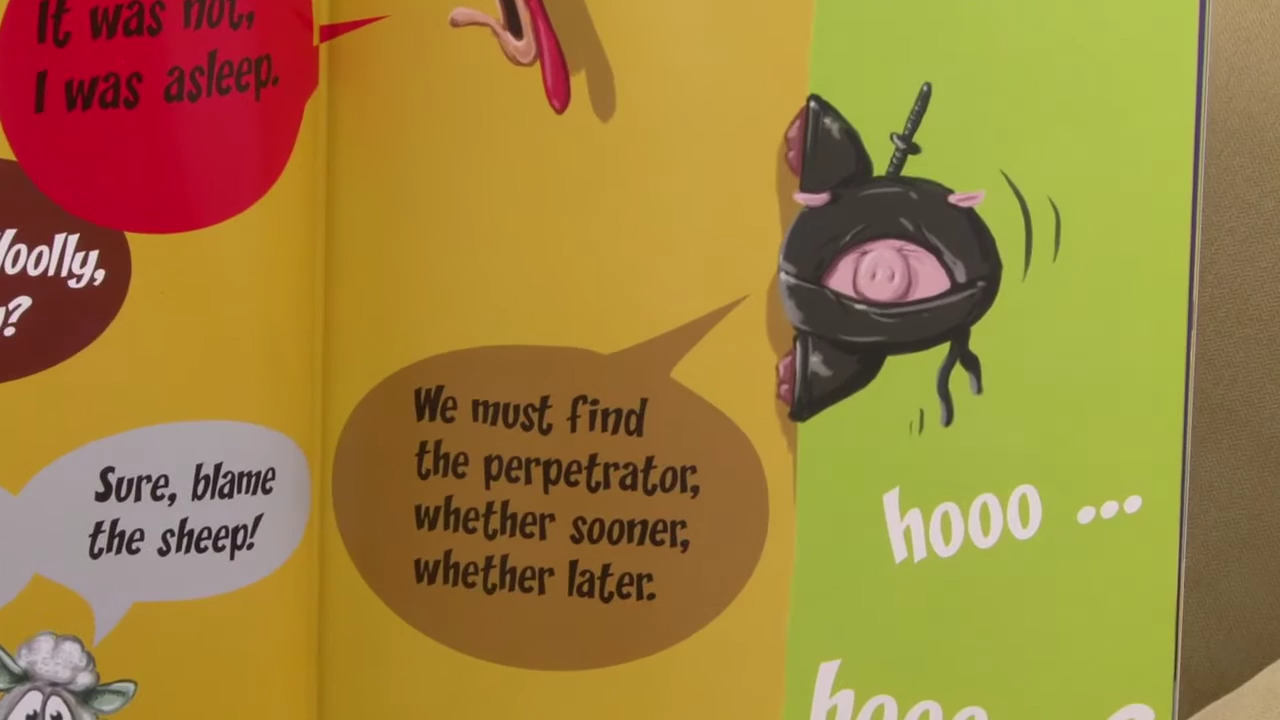 It was not,
I was asleep.
?
Sure, blame
the sheep!
We must find
the perpetrator,
whether sooner,
whether later.
hooo ...
hooo